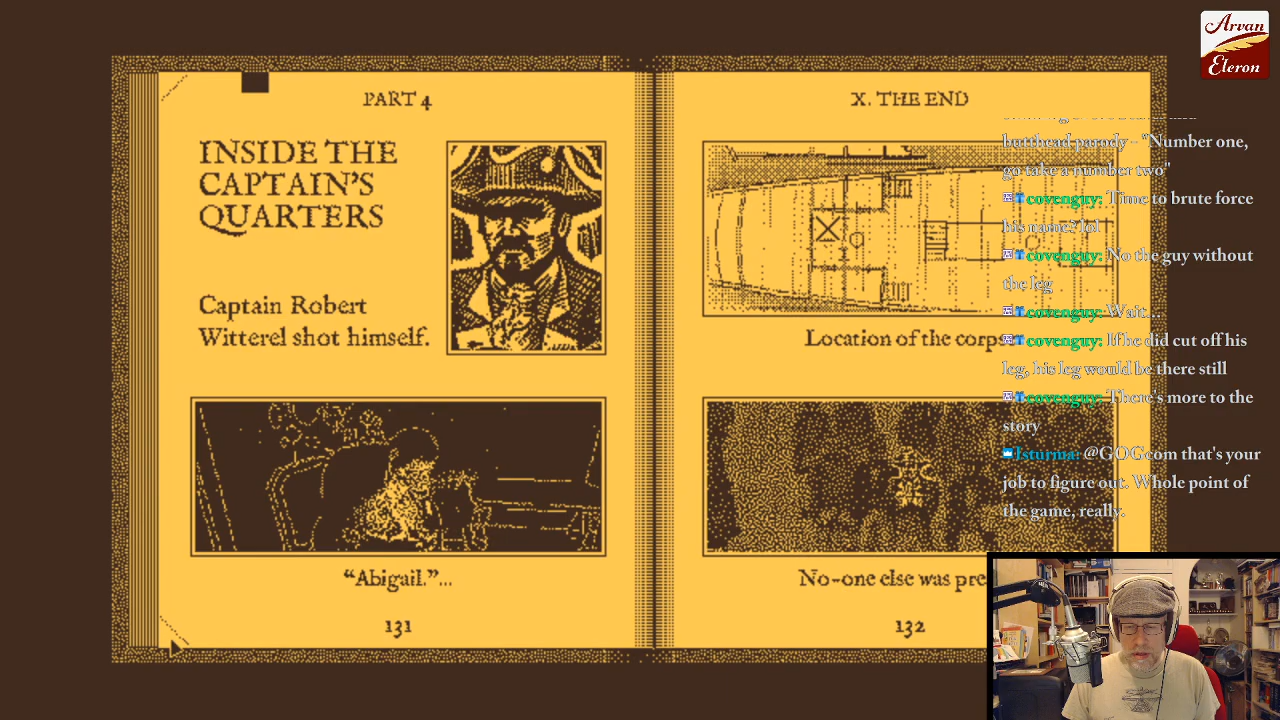 Arvan
Eleron
PART 4
INSIDE THE
CAPTAIN'S
QUARTERS
Captain Robert
Witterel shot himself.
"Abigail."...
131
X. THE END
Location of the corps
No-one else was pre
132
butthead parody - "Number one,
go take a number two"
covenguy: Time to brute force
his name? lol
covenguy: No the guy without
the leg
covenguy: Wait...
covenguy: If he did cut off his
leg, his leg would be there still
covenguy: There's more to the
story
Isturma: @GOGcom that's your
job to figure out. Whole point of
the game, really.